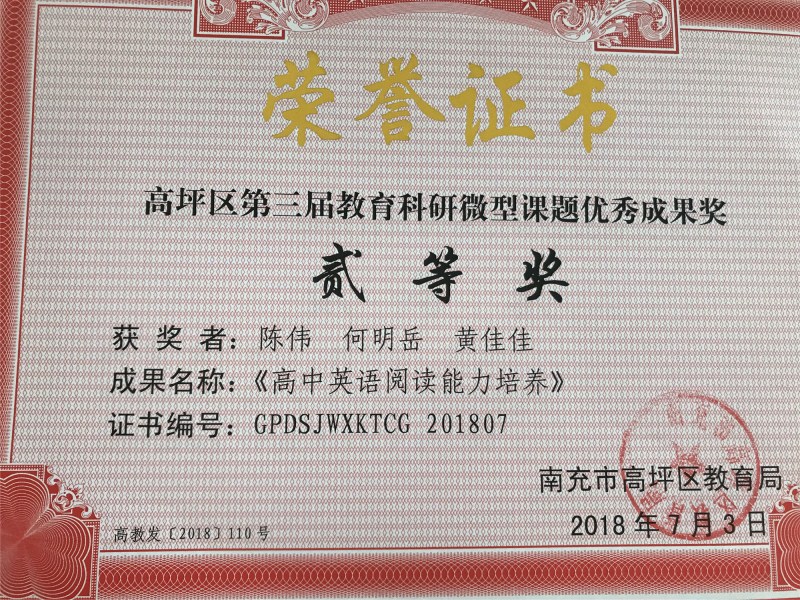 荣誉证书
高坪区第三届教育科研微型课题优秀成果奖
贰等奖
获奖者：陈伟 何明岳 黄佳佳
成果名称：《高中英语阅读能力培养》
证书编号：GPDSJWXKTCG 201807
南充市高坪区教育局
2018年7月3日
高教发〔2018〕110号